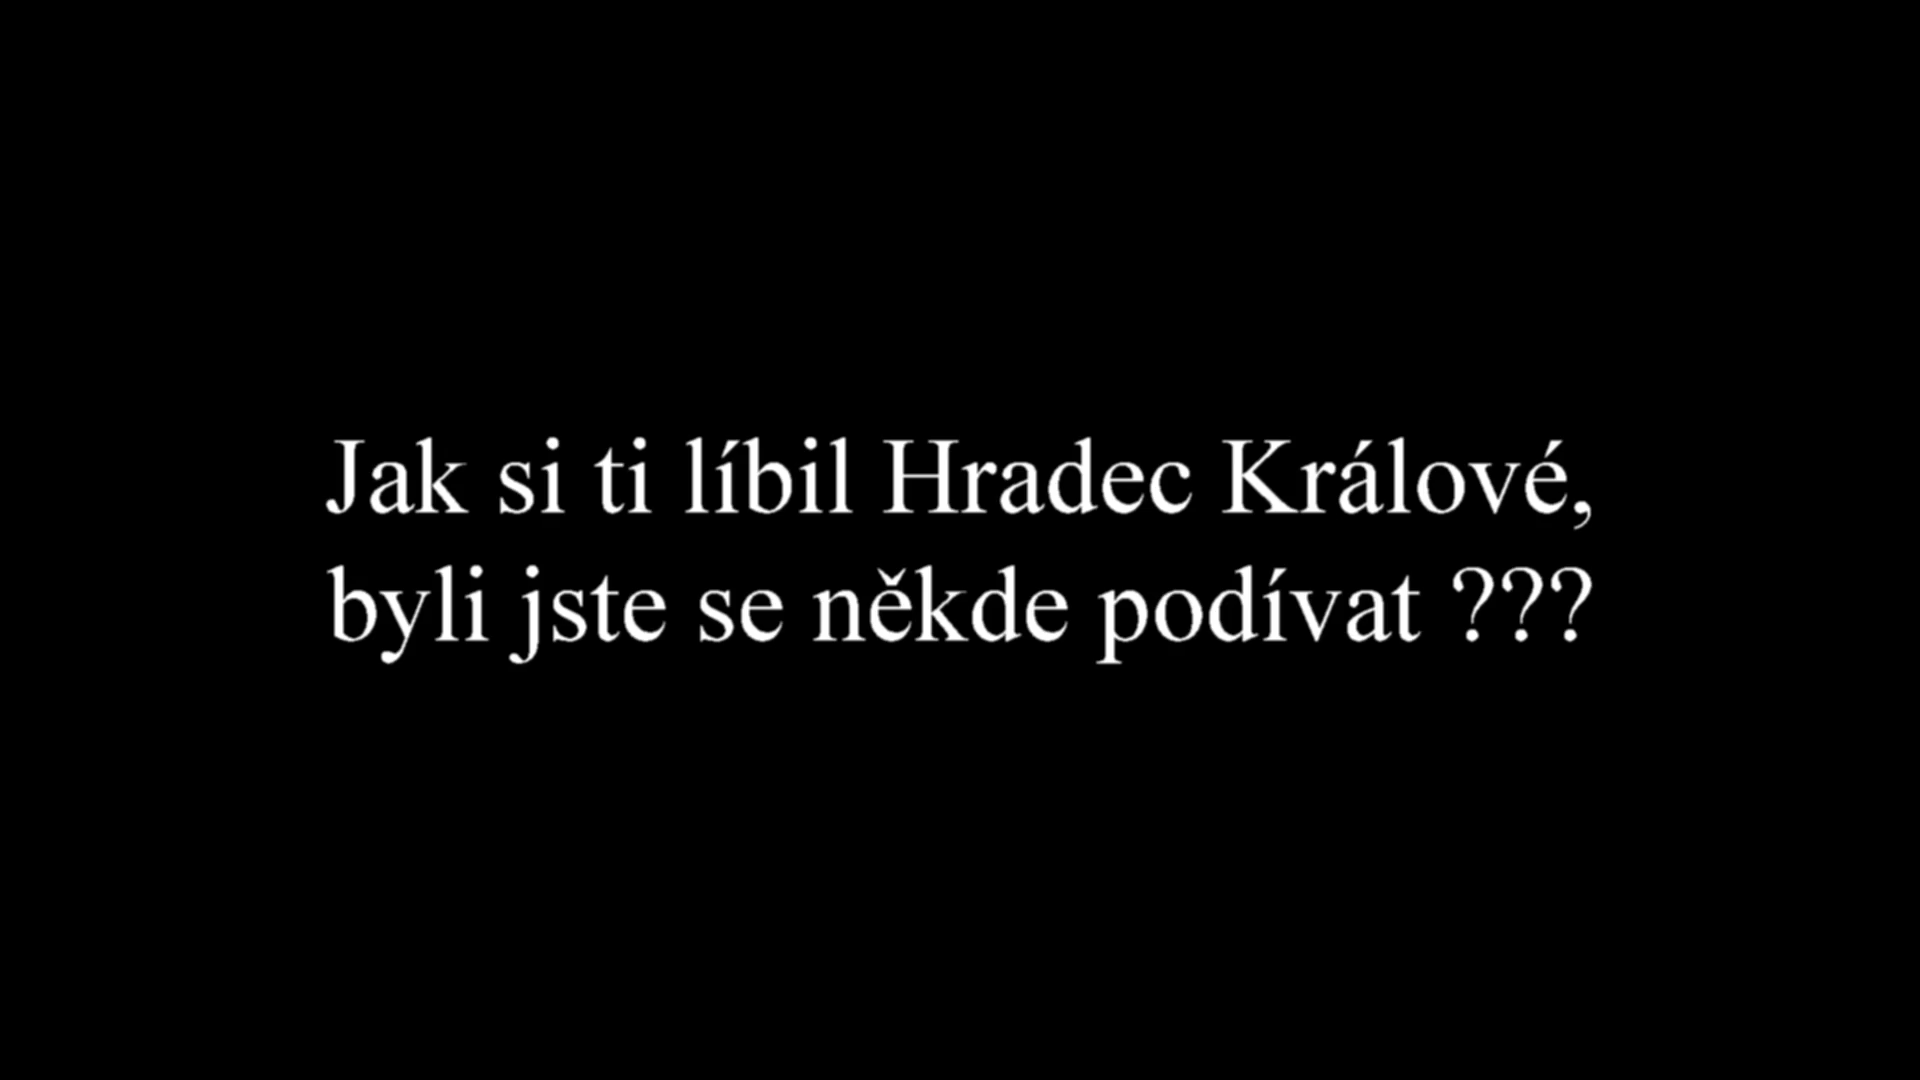 Jak si ti líbil Hradec Králové,
byli jste se někde podívat ???